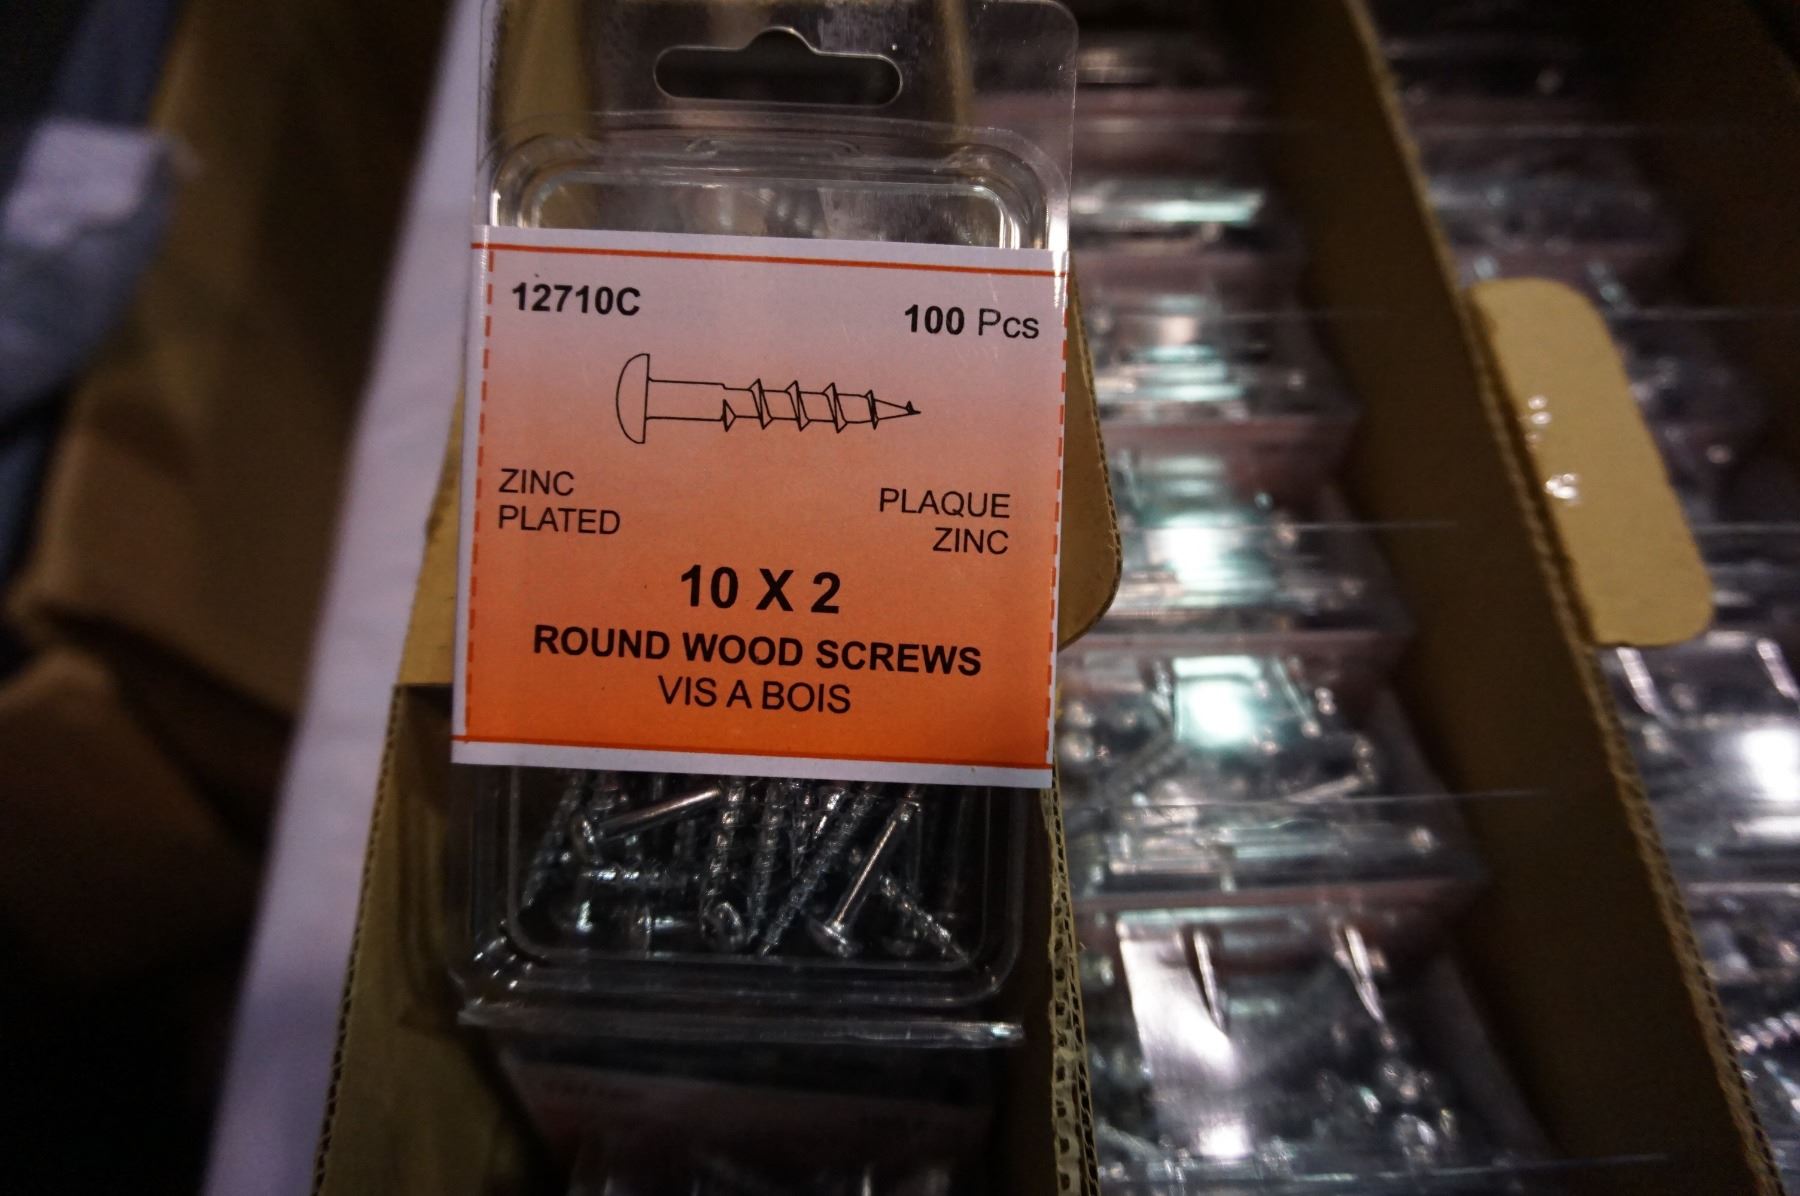 12710C
100 Pcs
ZINC
PLATED
PLAQUE
ZINC
10 X 2
ROUND WOOD SCREWS
VIS A BOIS